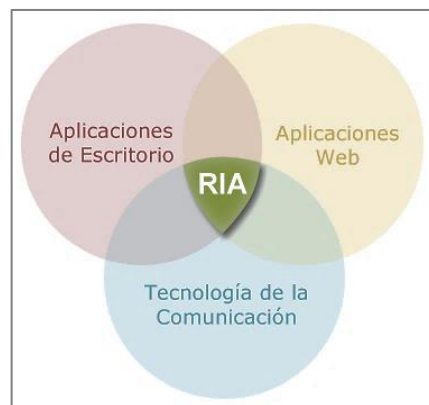 Aplicaciones
de Escritorio
Aplicaciones
Web
RIA
Tecnología de la
Comunicación